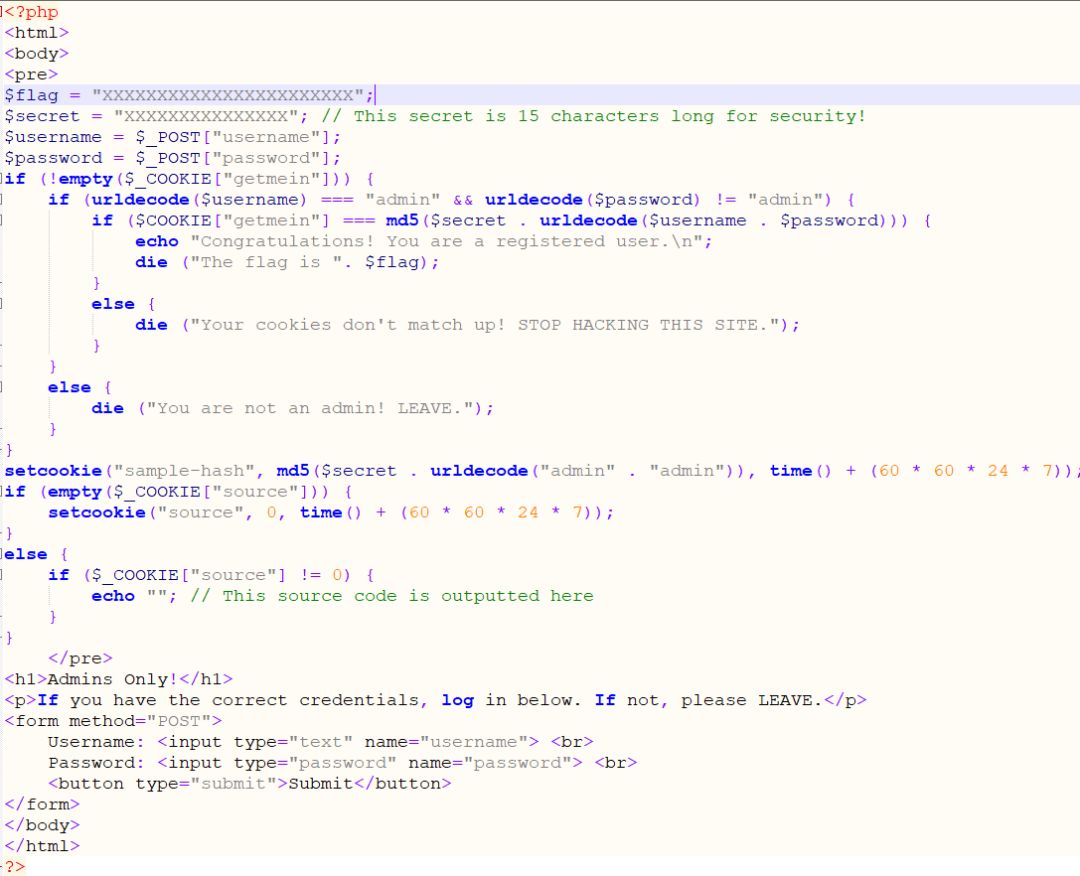 <?php
<html>
<body>
<pre>
$flag = "XXXXXXXXXXXXXXXXXXXXXXX";
$secret = "XXXXXXXXXXXXXXX"; // This secret is 15 characters long for security!
$username = $_POST["username"];
$password = $_POST["password"];
if (!empty($_COOKIE["getmein"])) {
    if (urldecode($username) === "admin" && urldecode($password) != "admin") {
        if ($COOKIE["getmein"] === md5($secret . urldecode($username . $password))) {
            echo "Congratulations! You are a registered user.\n";
            die ("The flag is ". $flag);
        }
        else {
            die ("Your cookies don't match up! STOP HACKING THIS SITE.");
        }
    }
    else {
        die ("You are not an admin! LEAVE.");
    }
}
setcookie("sample-hash", md5($secret . urldecode("admin" . "admin")), time() + (60 * 60 * 24 * 7));
if (empty($_COOKIE["source"])) {
    setcookie("source", 0, time() + (60 * 60 * 24 * 7));
}
else {
    if ($_COOKIE["source"] != 0) {
        echo ""; // This source code is outputted here
    }
}
    </pre>
<h1>Admins Only!</h1>
<p>If you have the correct credentials, log in below. If not, please LEAVE.</p>
<form method="POST">
    Username: <input type="text" name="username"> <br>
    Password: <input type="password" name="password"> <br>
    <button type="submit">Submit</button>
</form>
</body>
</html>
?>